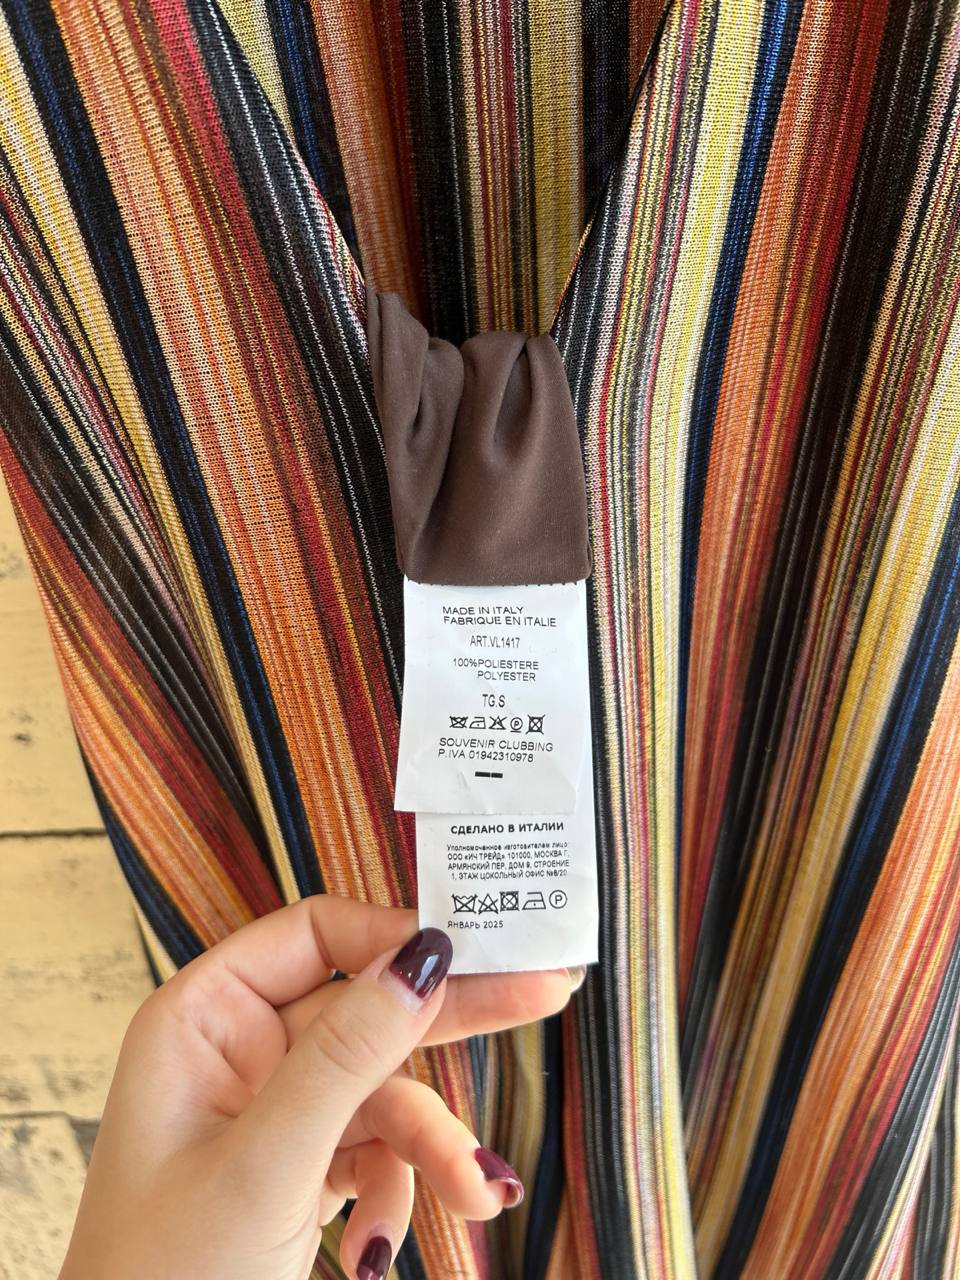 MADE IN ITALY
FABRIQUE EN ITALIE
ART.VL1417
100%POLIESTERE
POLYESTER
TG.S
P
SOUVENIR CLUBBING
P.IVA 01942310978
СДЕЛАНО В ИТАЛИИ
Уполномоченное изготовителем лицо:
ООО «ИЧ ТРЕЙД» 101000, МОСКВА Г,
АРМЯНСКИЙ ПЕР, ДОМ 9, СТРОЕНИЕ
1, ЭТАЖ ЦОКОЛЬНЫЙ ОФИС №8/20
P
ЯНВАРЬ 2025